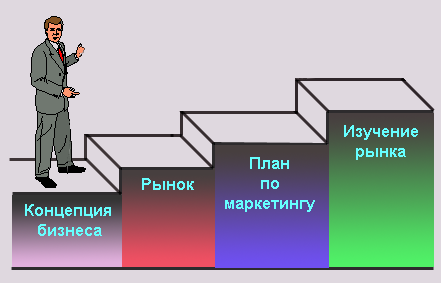 Концепция
бизнеса
Рынок
План
по
маркетингу
Изучение
рынка